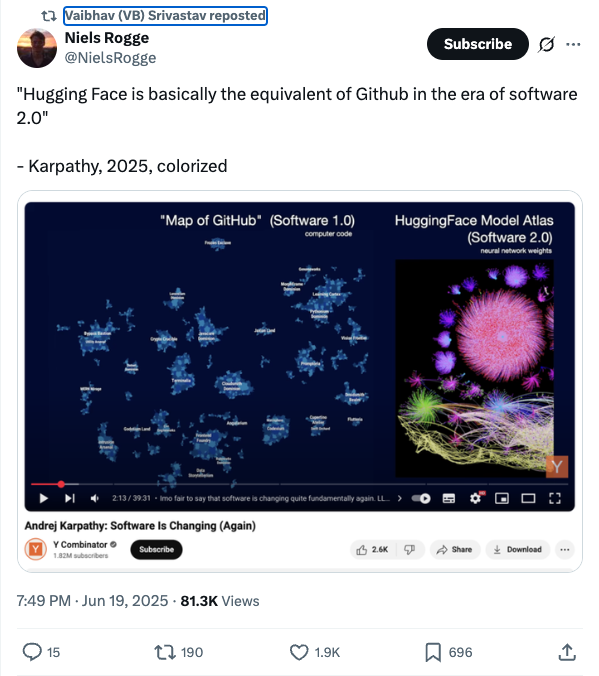 Vaibhav (VB) Srivastav reposted
Niels Rogge
@NielsRogge
Subscribe
"Hugging Face is basically the equivalent of Github in the era of software
2.0"
- Karpathy, 2025, colorized
"Map of GitHub" (Software 1.0)
computer code
HuggingFace Model Atlas
(Software 2.0)
neural network weights
Y
2:13 / 39:31 • Imo fair to say that software is changing quite fundamentally again. LL...
Andrej Karpathy: Software Is Changing (Again)
Y
Y Combinator
1.82M subscribers
Subscribe
2.6K
Share
Download
7:49 PM · Jun 19, 2025 · 81.3K Views
15
190
1.9K
696